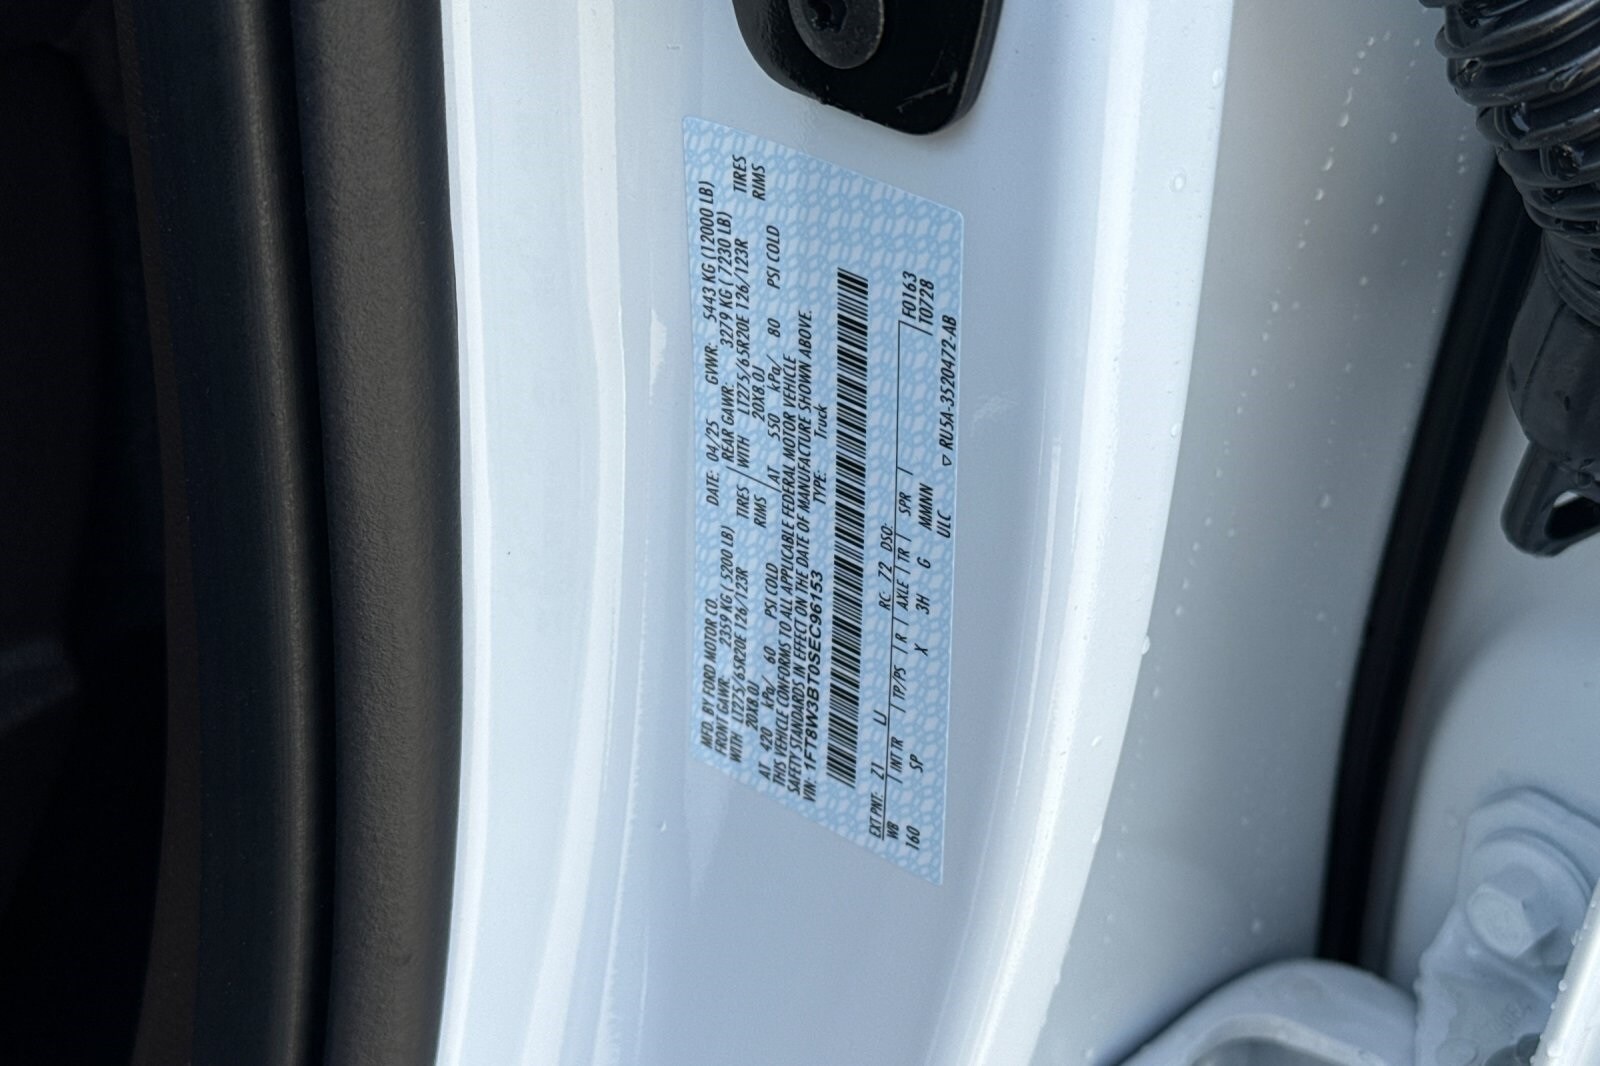 MFD. BY FORD MOTOR CO. DATE: 04/25 GVWR: 5443 KG (12000 LB)
FRONT GAWR: 2359 KG ( 5200 LB) REAR GAWR: 3279 KG ( 7230 LB)
WITH LT275/65R20E 126/123R TIRES WITH LT275/65R20E 126/123R TIRES
20X8.0J RIMS 20X8.0J RIMS
AT 420 kPa/ 60 PSI COLD AT 550 kPa/ 80 PSI COLD
THIS VEHICLE CONFORMS TO ALL APPLICABLE FEDERAL MOTOR VEHICLE
SAFETY STANDARDS IN EFFECT ON THE DATE OF MANUFACTURE SHOWN ABOVE.
VIN: 1FT8W3BT0SEC96153 TYPE: Truck
EXT PNT: Z1 LJ RC: 72 DSO: F0163
WB INT TR TP/PS R AXLE TR SPR T0728
160 SP X 3H G MMNN
ULC ▽ RU5A-3520472-AB